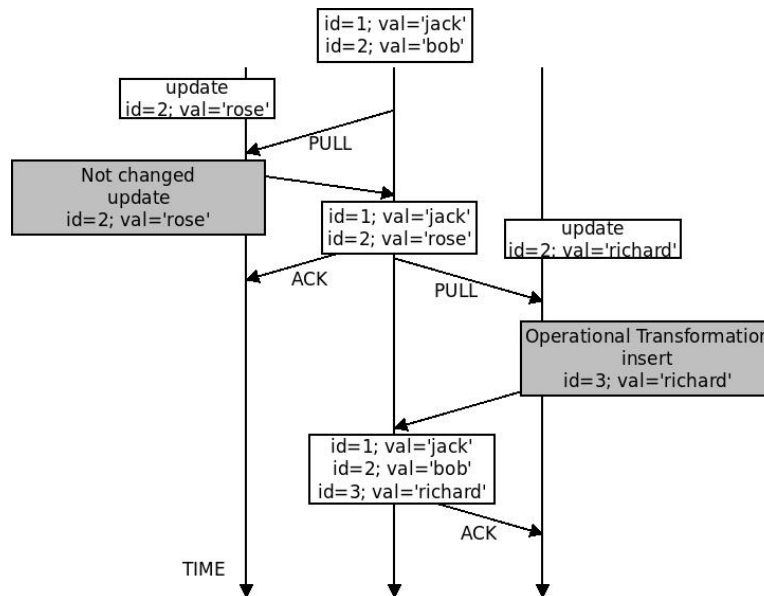 id=1; val='jack'
id=2; val='bob'
update
id=2; val='rose'
PULL
Not changed
update
id=2; val='rose'
id=1; val='jack'
id=2; val='rose'
update
id=2; val='richard'
ACK
PULL
Operational Transformation
insert
id=3; val='richard'
id=1; val='jack'
id=2; val='bob'
id=3; val='richard'
ACK
TIME